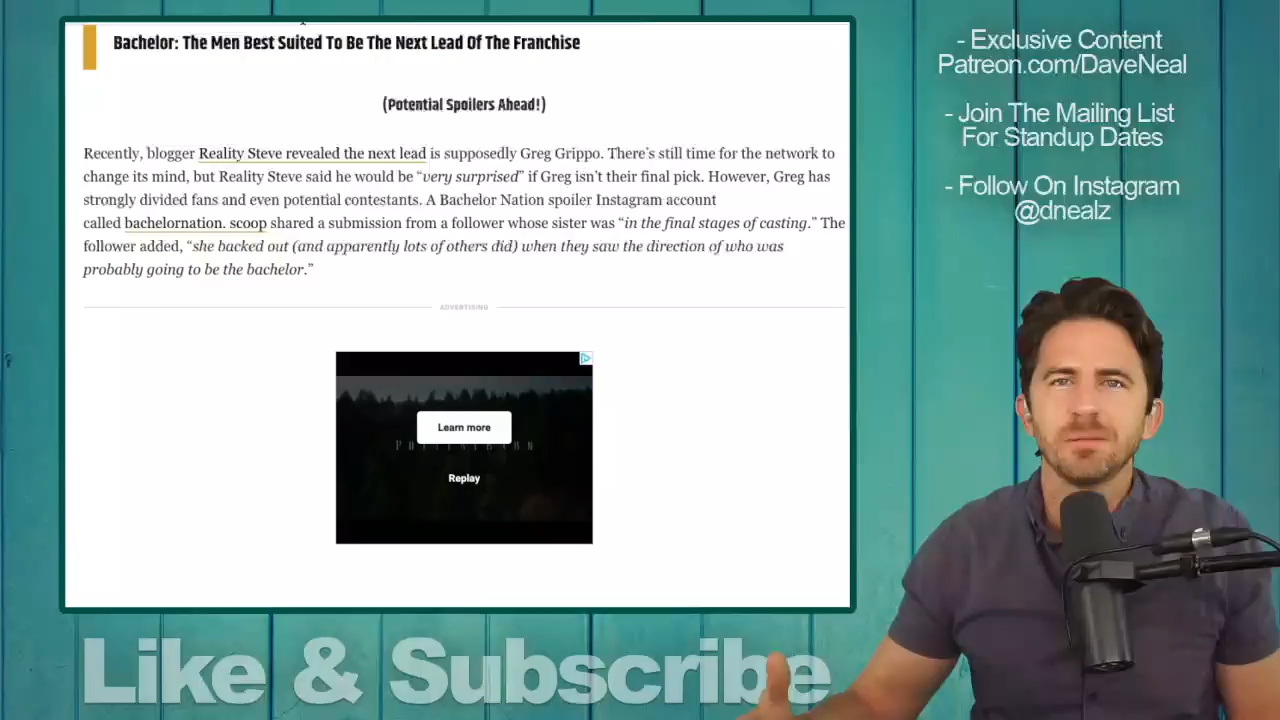 Bachelor: The Men Best Suited To Be The Next Lead Of The Franchise
(Potential Spoilers Ahead!)
Recently, blogger Reality Steve revealed the next lead is supposedly Greg Grippo. There's still time for the network to
change its mind, but Reality Steve said he would be “very surprised” if Greg isn't their final pick. However, Greg has
strongly divided fans and even potential contestants. A Bachelor Nation spoiler Instagram account
called bachelornation. scoop shared a submission from a follower whose sister was “in the final stages of casting.” The
follower added, “she backed out (and apparently lots of others did) when they saw the direction of who was
probably going to be the bachelor.”
ADVERTISING
Learn more
Replay
- Exclusive Content
Patreon.com/DaveNeal
- Join The Mailing List
For Standup Dates
- Follow On Instagram
@dnealz
Like & Subscribe